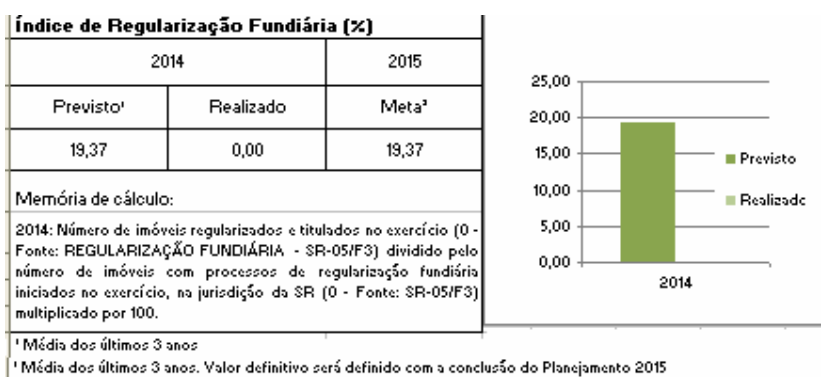 Índice de Regularização Fundiária (%)
2014 2015
Previsto¹ Realizado Meta²
19,37 0,00 19,37
Memória de cálculo:
2014: Número de imóveis regularizados e titulados no exercício (0 -
Fonte: REGULARIZAÇÃO FUNDIÁRIA - SR-05/F3) dividido pelo
número de imóveis com processos de regularização fundiária
iniciados no exercício, na jurisdição da SR (0 - Fonte: SR-05/F3)
multiplicado por 100.
¹ Média dos últimos 3 anos
¹ Média dos últimos 3 anos. Valor definitivo será definido com a conclusão do Planejamento 2015
25,00
20,00
15,00
10,00
5,00
0,00
2014
Previsto
Realizado